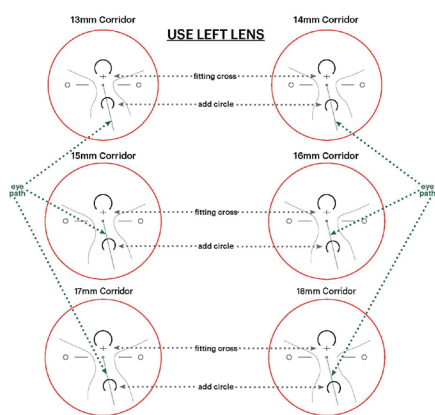 13mm Corridor
14mm Corridor
USE LEFT LENS
fitting cross
add circle
15mm Corridor
16mm Corridor
eye
path
eye
path
fitting cross
add circle
17mm Corridor
18mm Corridor
fitting cross
add circle